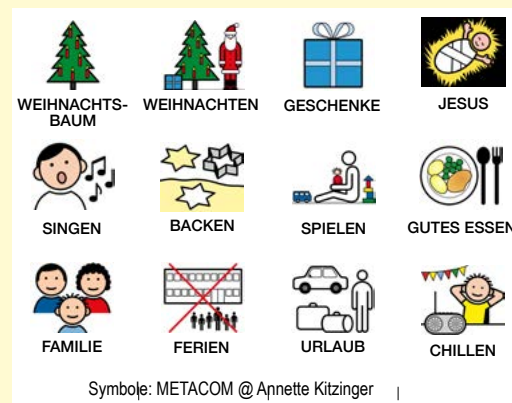 WEIHNACHTS-
BAUM
WEIHNACHTEN
GESCHENKE
JESUS
SINGEN
BACKEN
SPIELEN
GUTES ESSEN
FAMILIE
FERIEN
URLAUB
CHILLEN
Symbole: METACOM @ Annette Kitzinger